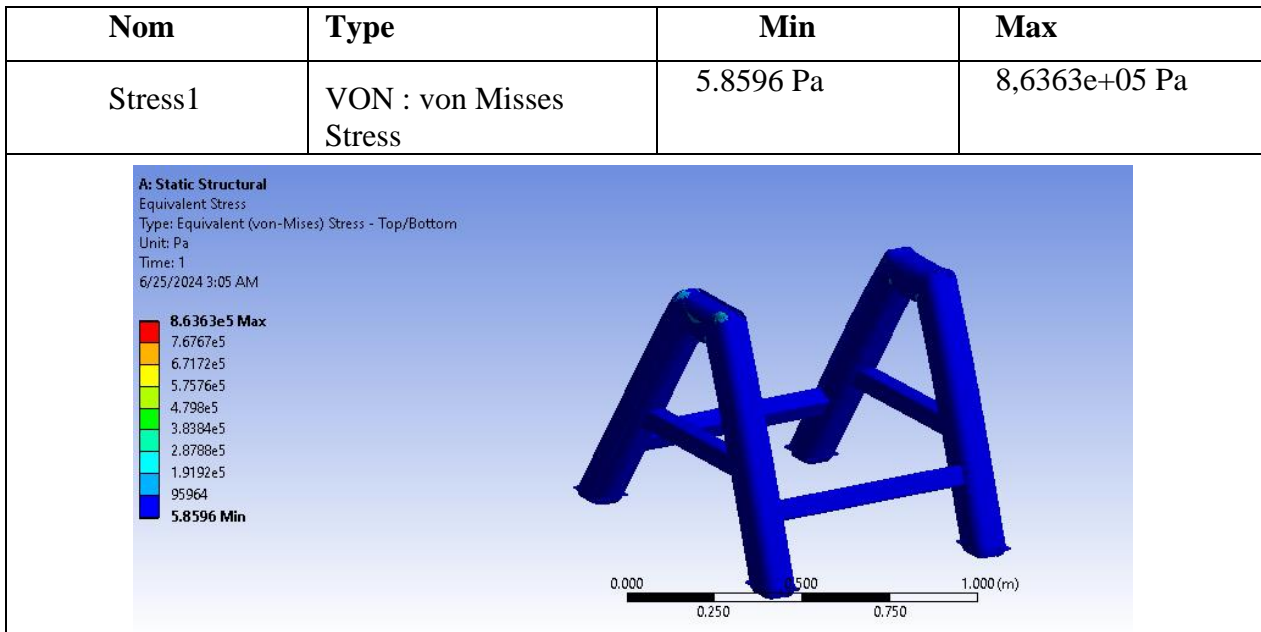 Nom Type Min Max
Stress1 VON : von Misses Stress 5.8596 Pa 8,6363e+05 Pa
A: Static Structural
Equivalent Stress
Type: Equivalent (von-Mises) Stress - Top/Bottom
Unit: Pa
Time: 1
6/25/2024 3:05 AM
8.6363e5 Max
7.6767e5
6.7172e5
5.7576e5
4.798e5
3.8384e5
2.8788e5
1.9192e5
95964
5.8596 Min
0.000 0.500 1.000 (m)
0.250 0.750